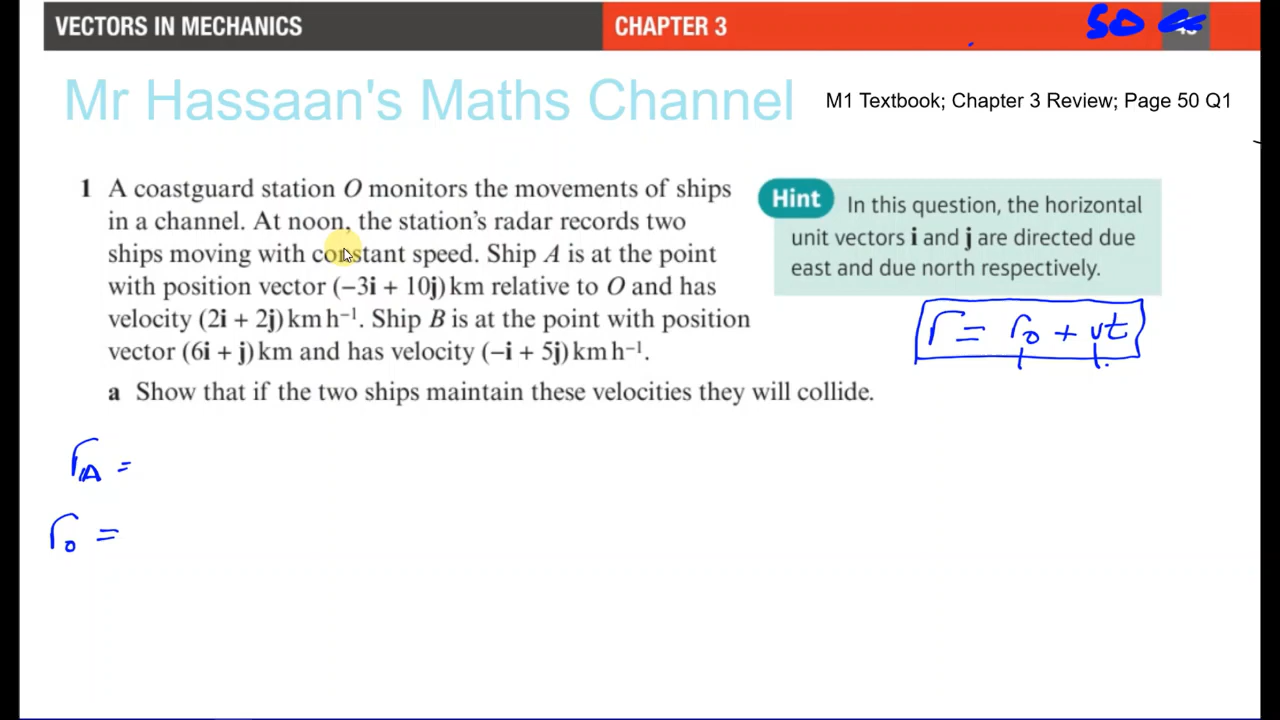 VECTORS IN MECHANICS CHAPTER 3 50
Mr Hassaan's Maths Channel M1 Textbook; Chapter 3 Review; Page 50 Q1
1 A coastguard station O monitors the movements of ships
in a channel. At noon, the station's radar records two
ships moving with constant speed. Ship A is at the point
with position vector (−3i + 10j) km relative to O and has
velocity (2i + 2j) km h⁻¹. Ship B is at the point with position
vector (6i + j) km and has velocity (−i + 5j) km h⁻¹.
a Show that if the two ships maintain these velocities they will collide.
Hint In this question, the horizontal
unit vectors i and j are directed due
east and due north respectively.
r = r₀ + vt
r_A =
r₀ =